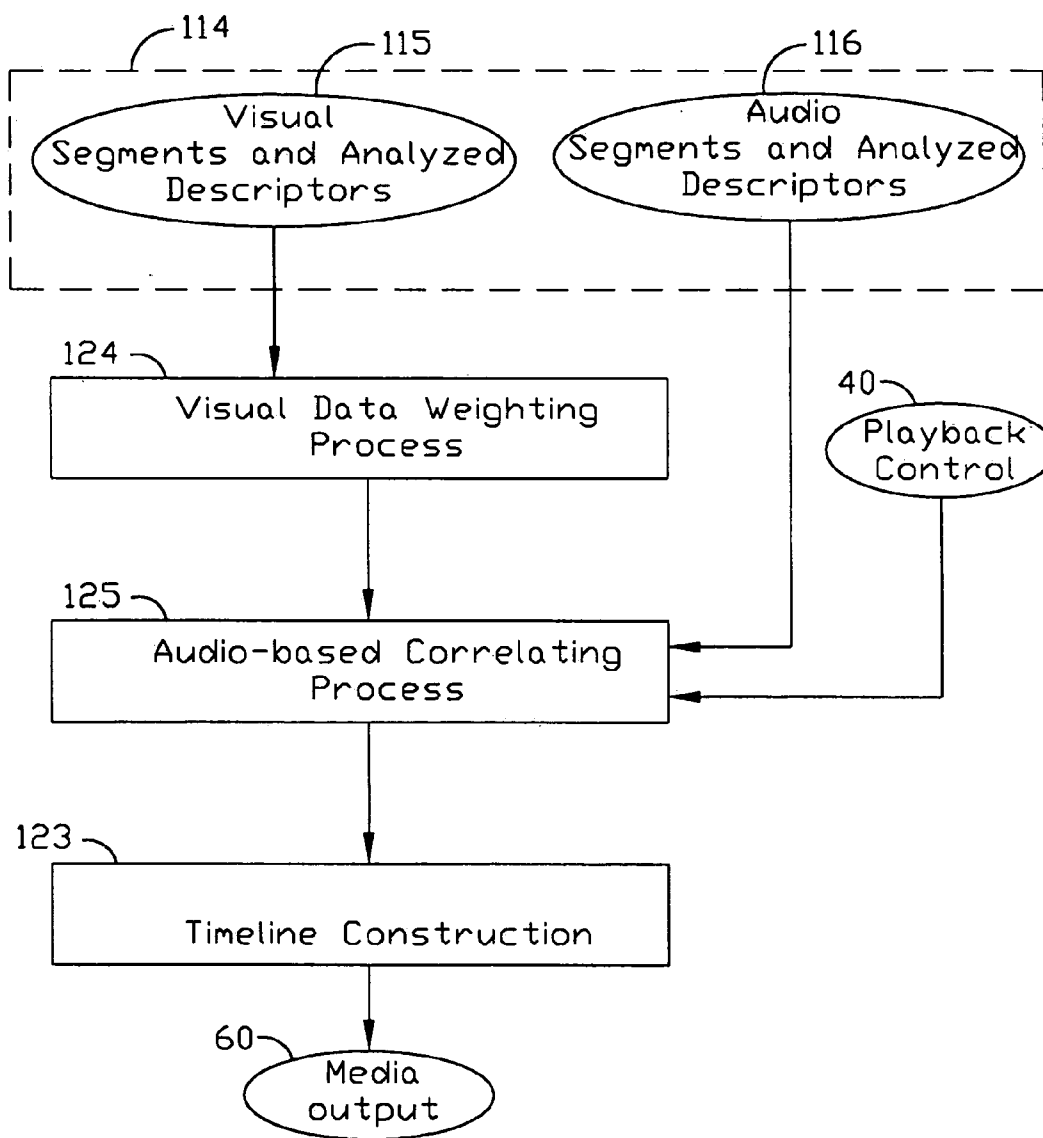 114
115
116
Visual
Segments and Analyzed
Descriptors
Audio
Segments and Analyzed
Descriptors
124
Visual Data Weighting
Process
40
Playback
Control
125
Audio-based Correlating
Process
123
Timeline Construction
60
Media
output